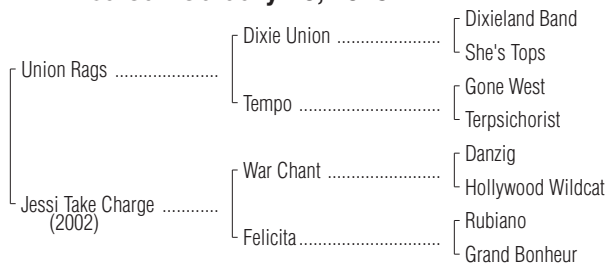 Dixieland Band
Dixie Union ........................
She's Tops
Union Rags ........................
Gone West
Tempo .................................
Terpsichorist
Danzig
War Chant ..........................
Hollywood Wildcat
Jessi Take Charge .............
(2002)
Rubiano
Felicita .................................
Grand Bonheur